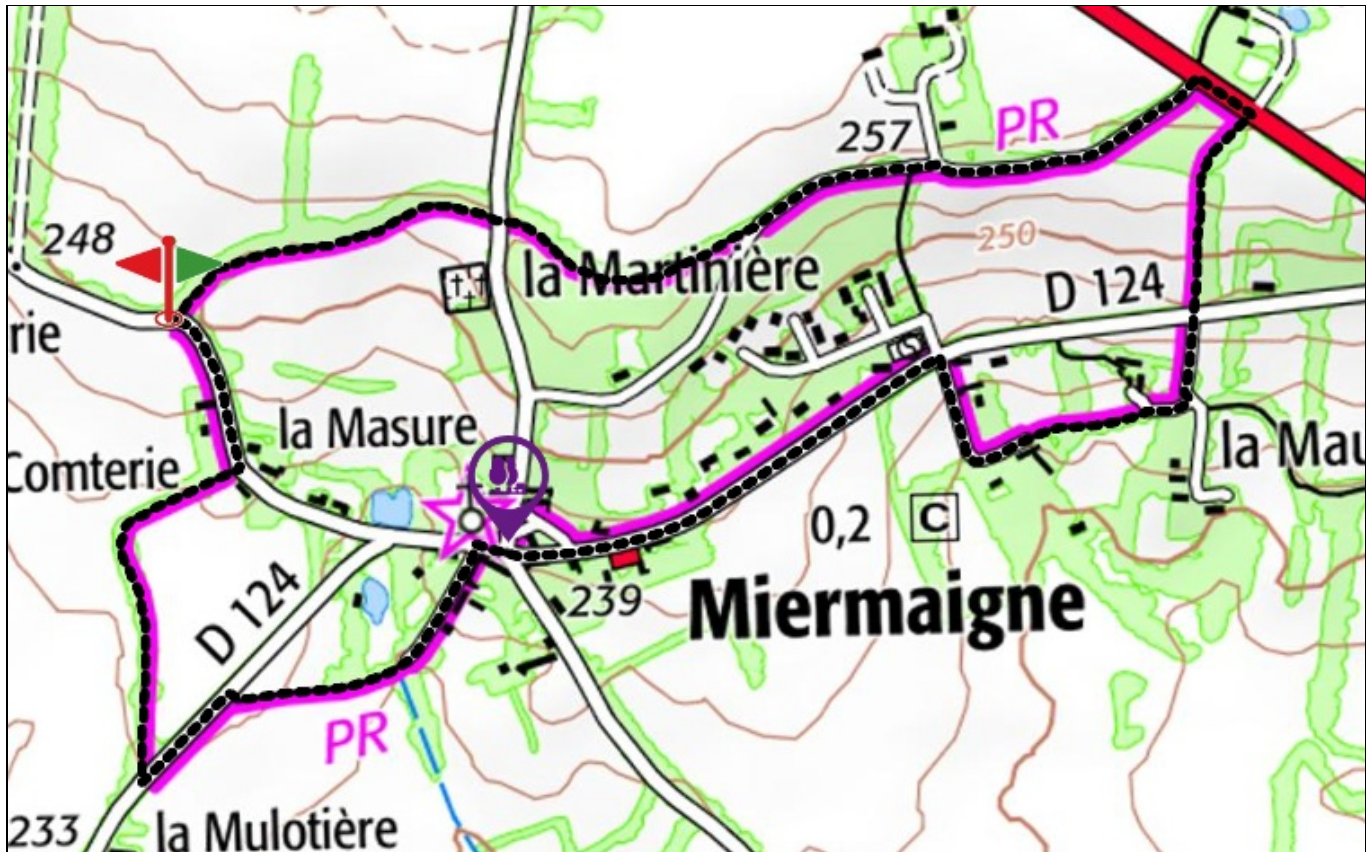 257
PR
248
250
la Martinière
D 124
rie
la Masure
Comterie
la Mau
0,2
C
239
Miermaigne
D 124
PR
233
la Mulotière